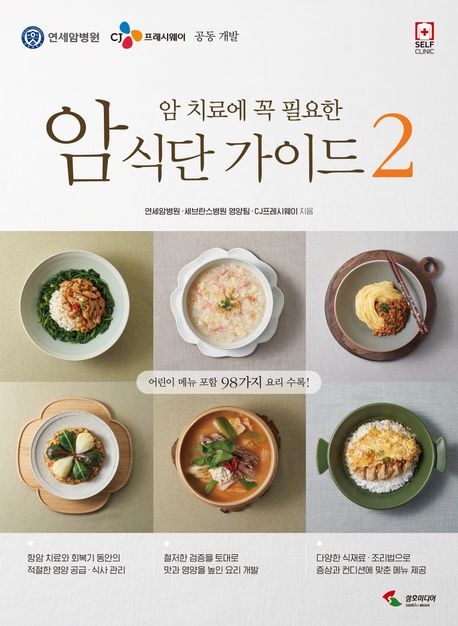 연세암병원 CJ 프레시웨이 공동 개발
SELF
CLINIC
암 치료에 꼭 필요한
암 식단 가이드 2
연세암병원 · 세브란스병원 영양팀 · CJ프레시웨이 지음
어린이 메뉴 포함 98가지 요리 수록!
항암 치료와 회복기 동안의
적절한 영양 공급 · 식사 관리
철저한 검증을 토대로
맛과 영양을 높인 요리 개발
다양한 식재료 · 조리법으로
증상과 컨디션에 맞춘 메뉴 제공
삼호미디어